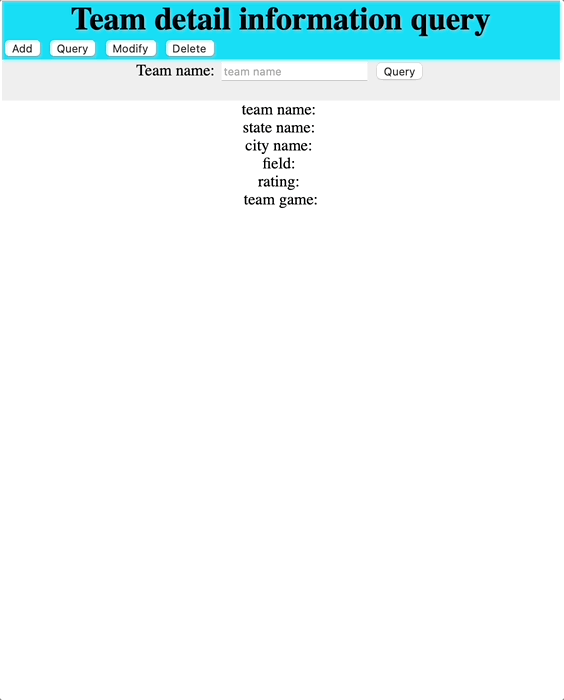 Team detail information query
Add Query Modify Delete
Team name: team name Query
team name:
state name:
city name:
field:
rating:
team game: